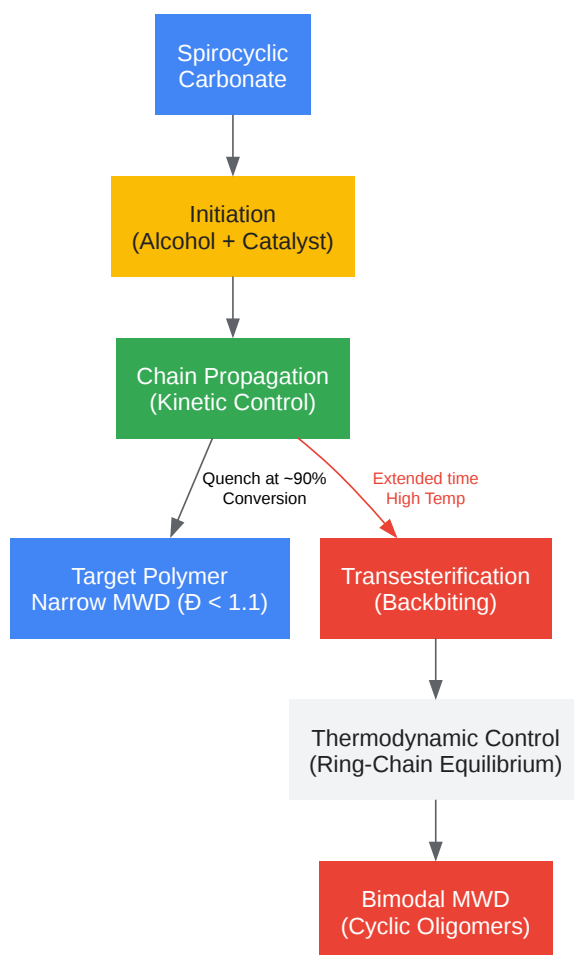 Spirocyclic
Carbonate
Initiation
(Alcohol + Catalyst)
Chain Propagation
(Kinetic Control)
Quench at ~90%
Conversion
Extended time
High Temp
Target Polymer
Narrow MWD (Đ < 1.1)
Transesterification
(Backbiting)
Thermodynamic Control
(Ring-Chain Equilibrium)
Bimodal MWD
(Cyclic Oligomers)